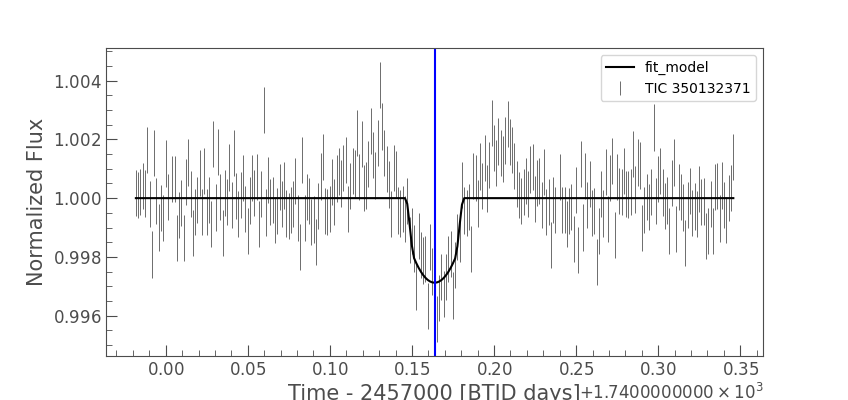 fit_model
TIC 350132371
1.004
1.002
1.000
0.998
0.996
Normalized Flux
0.00 0.05 0.10 0.15 0.20 0.25 0.30 0.35
Time - 2457000 [BTJD days]
+1.7400000000 × 10³